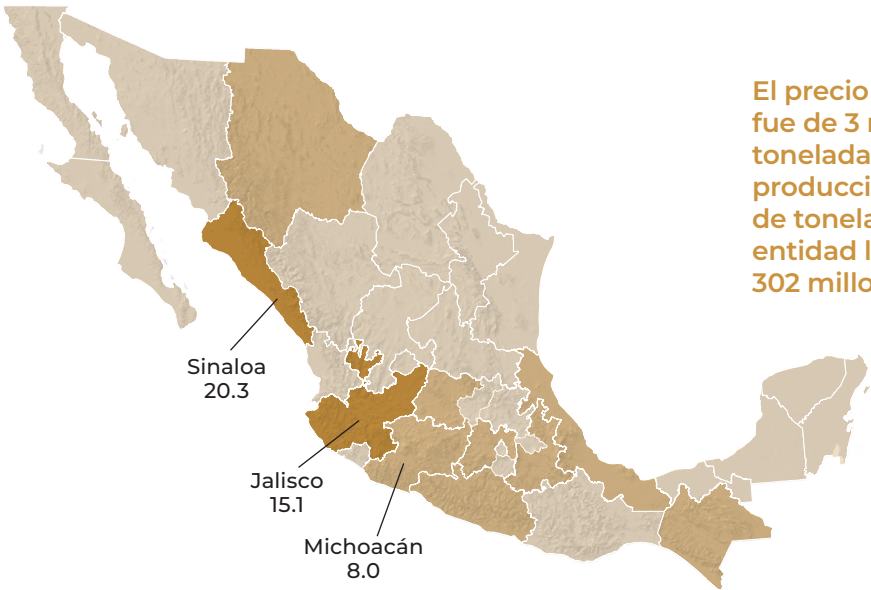 El precio
fue de 3
tonelada
producci
de tonela
entidad l
302 millo
Sinaloa
20.3
Jalisco
15.1
Michoacán
8.0